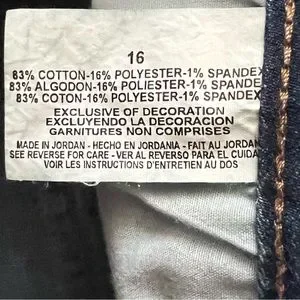 16
83% COTTON-16% POLYESTER-1% SPANDEX
83% ALGODON-16% POLIESTER-1% SPANDEX
83% COTON-16% POLYESTER-1% SPANDEX
EXCLUSIVE OF DECORATION
EXCLUYENDO LA DECORACION
GARNITURES NON COMPRISES
MADE IN JORDAN - HECHO EN JORDANIA - FAIT AU JORDAN
SEE REVERSE FOR CARE - VER AL REVERSO PARA EL CUIDA
VOIR LES INSTRUCTIONS D'ENTRETIEN AU DOS